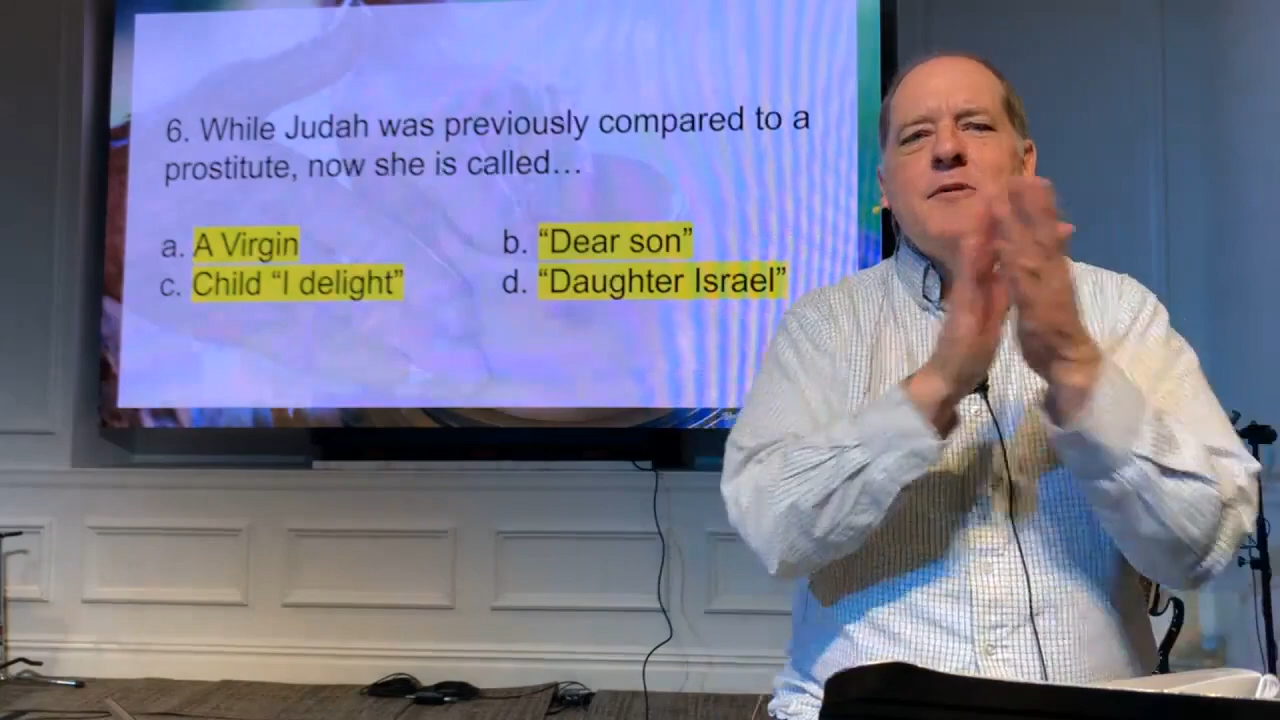 6. While Judah was previously compared to a
prostitute, now she is called…
a. A Virgin b. “Dear son”
c. Child “I delight” d. “Daughter Israel”